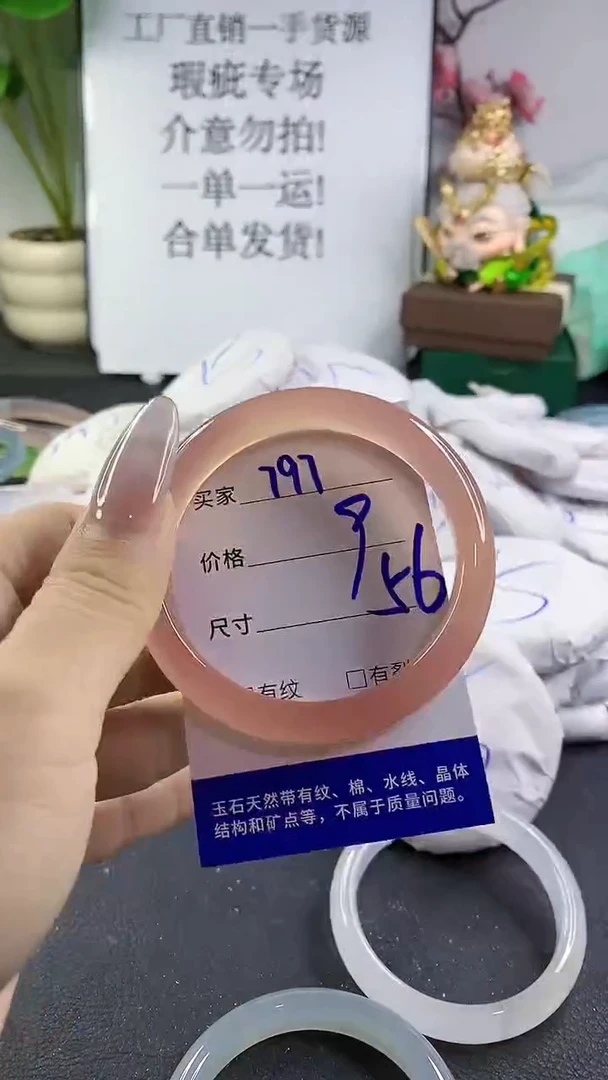 工厂直销一手货源
瑕疵专场
介意勿拍!
一单一运!
合单发货!
买家 797
价格 9
尺寸 56
有纹 □有裂
玉石天然带有纹、棉、水线、晶体
结构和矿点等，不属于质量问题。